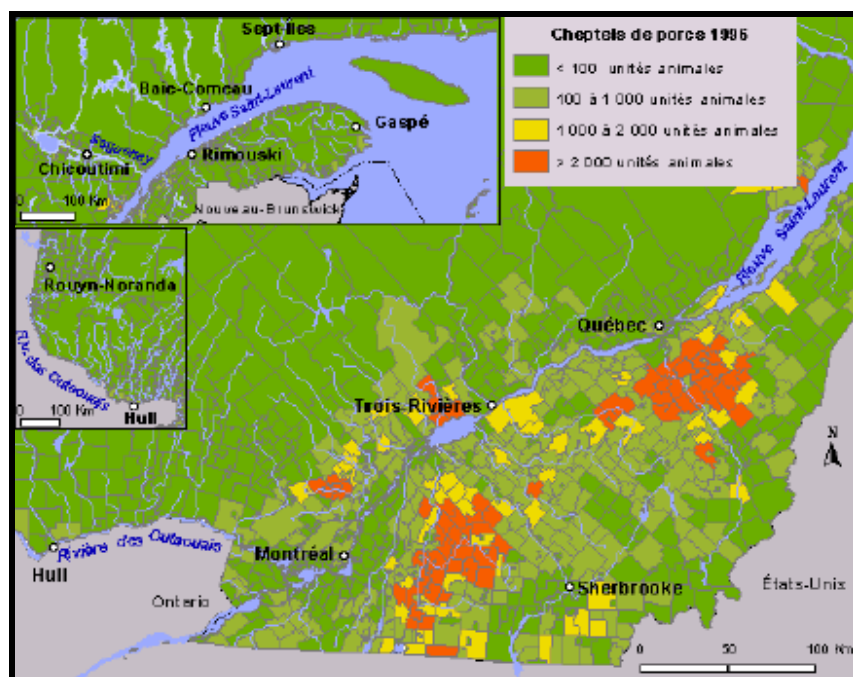 Cheptels de porcs 1996
< 100 unités animales
100 à 1 000 unités animales
1 000 à 2 000 unités animales
> 2 000 unités animales
Sept-Iles
Baie-Comeau
Fleuve Saint-Laurent
Gaspé
Saguenay
Rimouski
Chicoutimi
100 Km
0
Nouveau-Brunswick
Rouyn-Noranda
Riv. des Outaouais
0
100 Km
Hull
Fleuve Saint-Laurent
Québec
Trois-Rivières
N
Rivière des Outaouais
Montréal
Hull
Sherbrooke
États-Unis
Ontario
0
50
100 Km